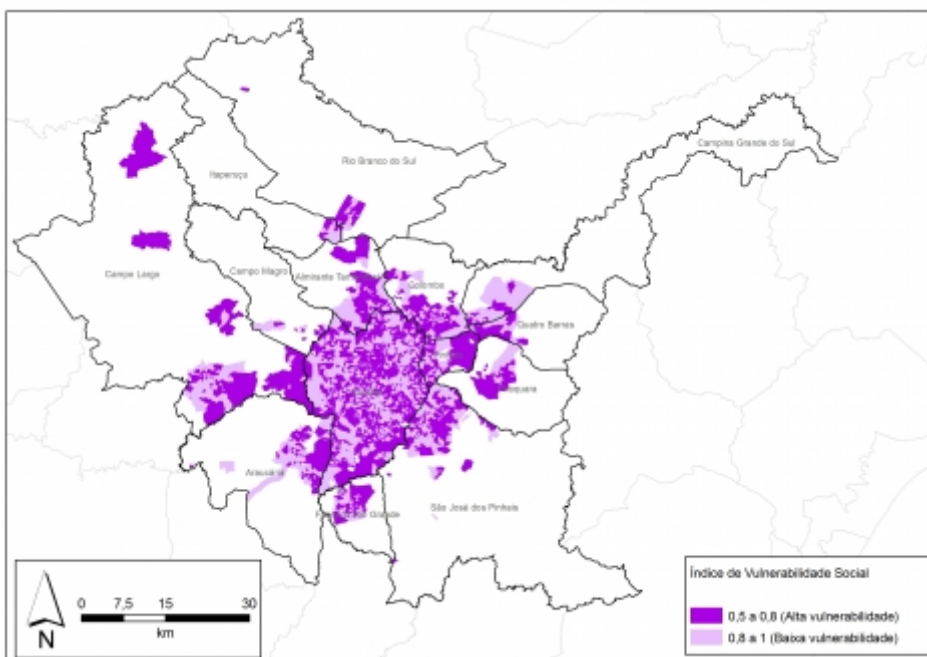 Campina Grande do Sul
Rio Branco do Sul
Itaperuçu
Campo Largo
Campo Magro
Almirante
Colombo
Quatro Barras
Araucária
Grande
São José dos Pinhais
0 7,5 15 30
km
N
Índice de Vulnerabilidade Social
0,5 a 0,8 (Alta vulnerabilidade)
0,8 a 1 (Baixa vulnerabilidade)